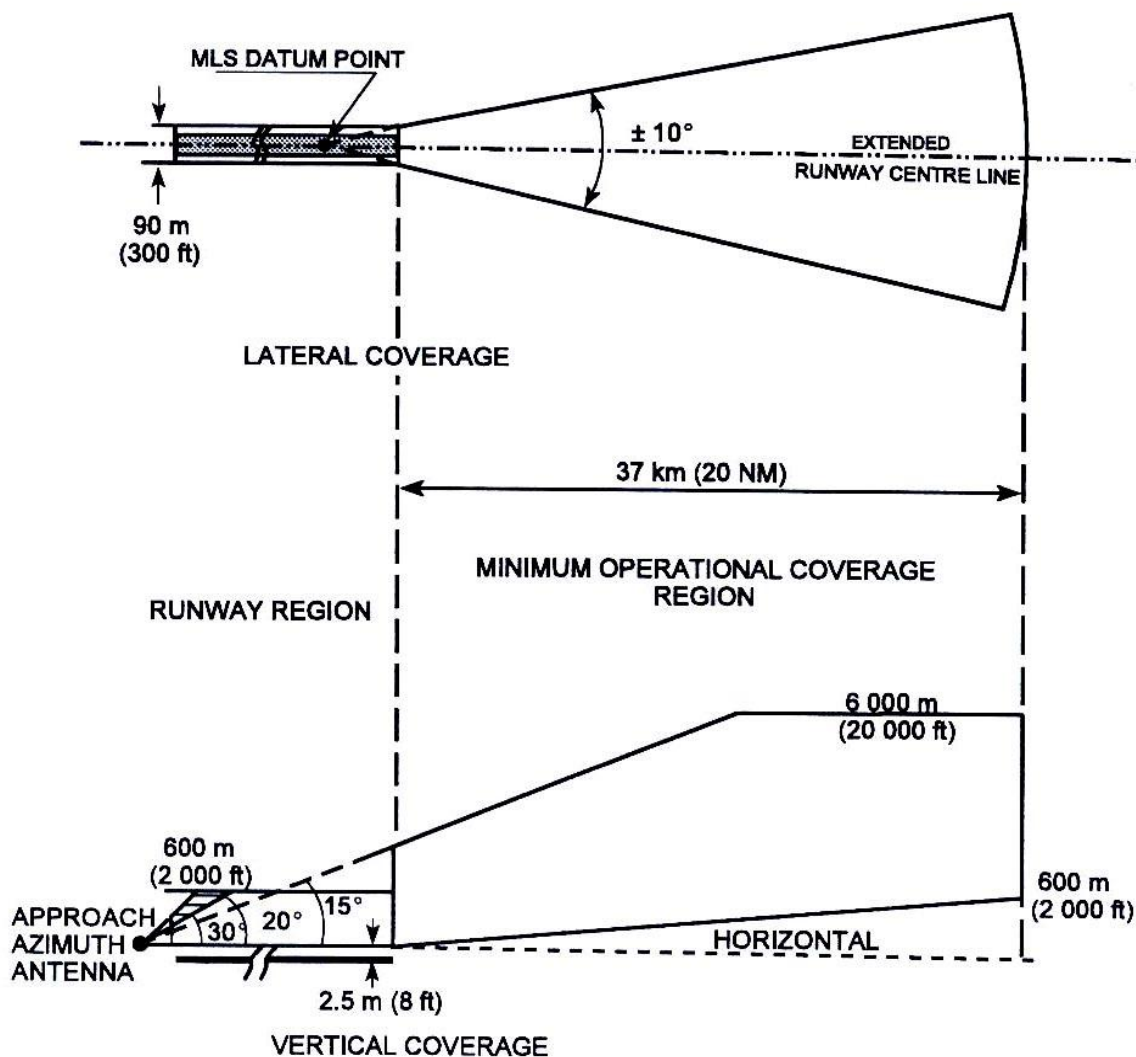 MLS DATUM POINT
± 10°
EXTENDED
RUNWAY CENTRE LINE
90 m
(300 ft)
LATERAL COVERAGE
37 km (20 NM)
MINIMUM OPERATIONAL COVERAGE
REGION
RUNWAY REGION
6 000 m
(20 000 ft)
600 m
(2 000 ft)
15°
20°
30°
600 m
(2 000 ft)
APPROACH
AZIMUTH
ANTENNA
HORIZONTAL
2.5 m (8 ft)
VERTICAL COVERAGE